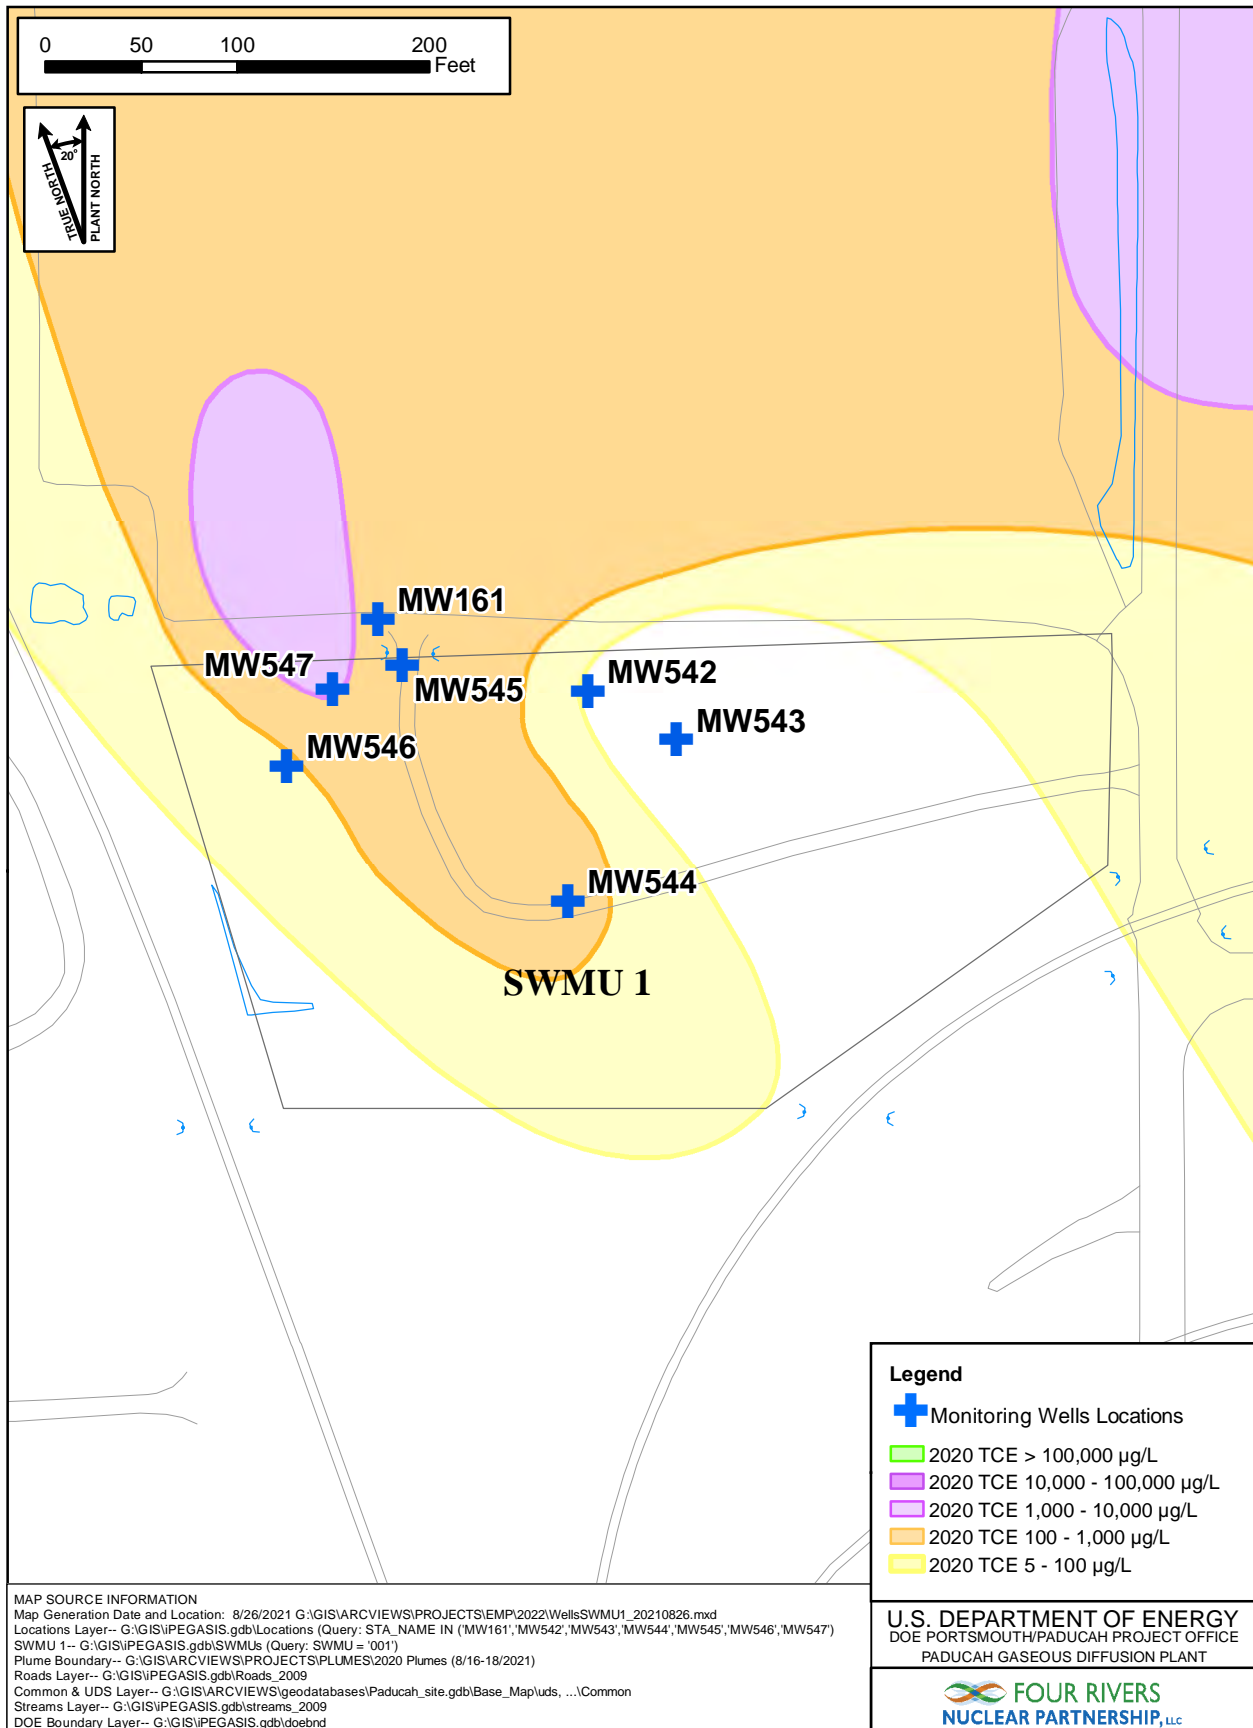 0 50 100 200
Feet
20°
TRUE NORTH
PLANT NORTH
MW161
MW547
MW545
MW542
MW543
MW546
MW544
SWMU 1
Legend
Monitoring Wells Locations
2020 TCE > 100,000 µg/L
2020 TCE 10,000 - 100,000 µg/L
2020 TCE 1,000 - 10,000 µg/L
2020 TCE 100 - 1,000 µg/L
2020 TCE 5 - 100 µg/L
MAP SOURCE INFORMATION
Map Generation Date and Location: 8/26/2021 G:\GIS\ARCVIEWS\PROJECTS\EMP\2022\WellsSWMU1_20210826.mxd
Locations Layer-- G:\GIS\iPEGASIS.gdb\Locations (Query: STA_NAME IN ('MW161','MW542','MW543','MW544','MW545','MW546','MW547')
SWMU 1-- G:\GIS\iPEGASIS.gdb\SWMUs (Query: SWMU = '001')
Plume Boundary-- G:\GIS\ARCVIEWS\PROJECTS\PLUMES\2020 Plumes (8/16-18/2021)
Roads Layer-- G:\GIS\iPEGASIS.gdb\Roads_2009
Common & UDS Layer-- G:\GIS\ARCVIEWS\geodatabases\Paducah_site.gdb\Base_Map\uds, ...\Common
Streams Layer-- G:\GIS\iPEGASIS.gdb\streams_2009
DOE Boundary Layer-- G:\GIS\iPEGASIS.gdb\doebnd
U.S. DEPARTMENT OF ENERGY
DOE PORTSMOUTH/PADUCAH PROJECT OFFICE
PADUCAH GASEOUS DIFFUSION PLANT
FOUR RIVERS
NUCLEAR PARTNERSHIP, LLC